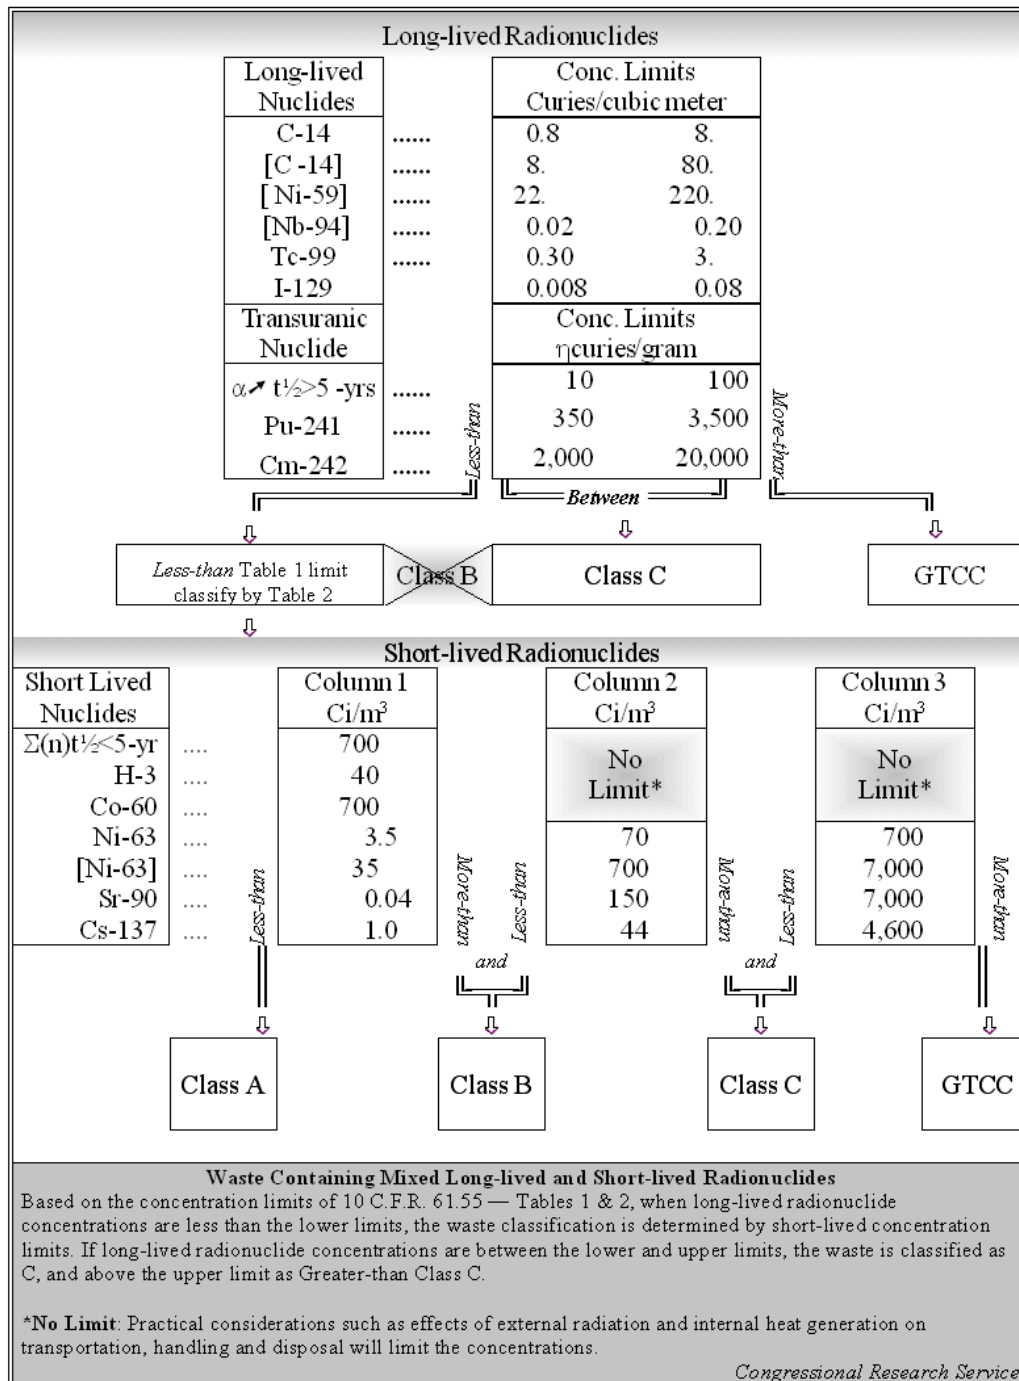 Long-lived Radionuclides
Long-lived Conc. Limits
Nuclides Curies/cubic meter
C-14 ...... 0.8 8.
[C -14] ...... 8. 80.
[ Ni-59] ...... 22. 220.
[Nb-94] ...... 0.02 0.20
Tc-99 ...... 0.30 3.
I-129 0.008 0.08
Transuranic Conc. Limits
Nuclide ηcuries/gram
α➚ t½>5 -yrs ...... 10 100
Pu-241 ...... 350 3,500
Cm-242 ...... 2,000 20,000
Less-than
More-than
Between
Less-than Table 1 limit
classify by Table 2
Class B
Class C
GTCC
Short-lived Radionuclides
Short Lived Column 1 Column 2 Column 3
Nuclides Ci/m³ Ci/m³ Ci/m³
Σ(n)t½<5-yr .... 700
H-3 .... 40 No Limit* No Limit*
Co-60 .... 700
Ni-63 .... 3.5 70 700
[Ni-63] .... 35 700 7,000
Sr-90 .... 0.04 150 7,000
Cs-137 .... 1.0 44 4,600
Less-than
More-than
Less-than
More-than
Less-than
More-than
and and
Class A Class B Class C GTCC
Waste Containing Mixed Long-lived and Short-lived Radionuclides
Based on the concentration limits of 10 C.F.R. 61.55 — Tables 1 & 2, when long-lived radionuclide
concentrations are less than the lower limits, the waste classification is determined by short-lived concentration
limits. If long-lived radionuclide concentrations are between the lower and upper limits, the waste is classified as
C, and above the upper limit as Greater-than Class C.
*No Limit: Practical considerations such as effects of external radiation and internal heat generation on
transportation, handling and disposal will limit the concentrations.
Congressional Research Service